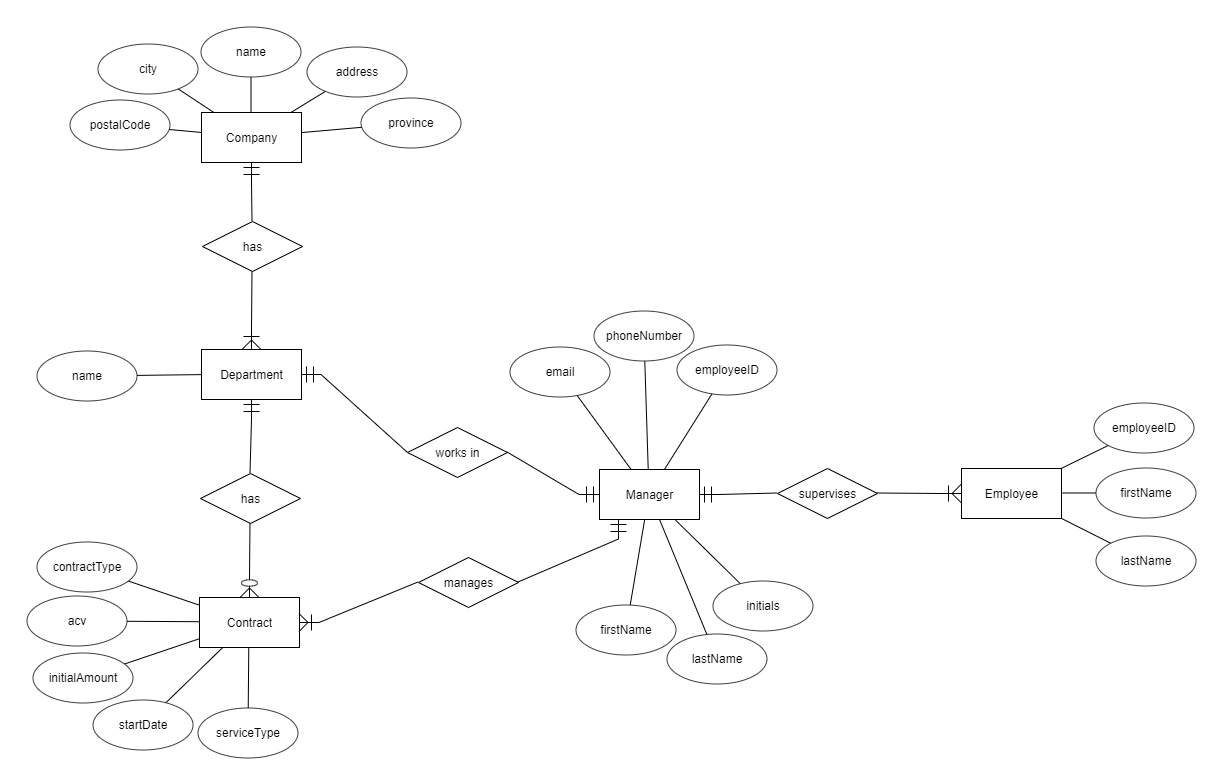 name
city
address
postalCode
province
Company
has
phoneNumber
email
employeeID
name
Department
employeeID
works in
Manager
supervises
Employee
firstName
has
lastName
contractType
manages
initials
acv
Contract
firstName
lastName
initialAmount
startDate
serviceType